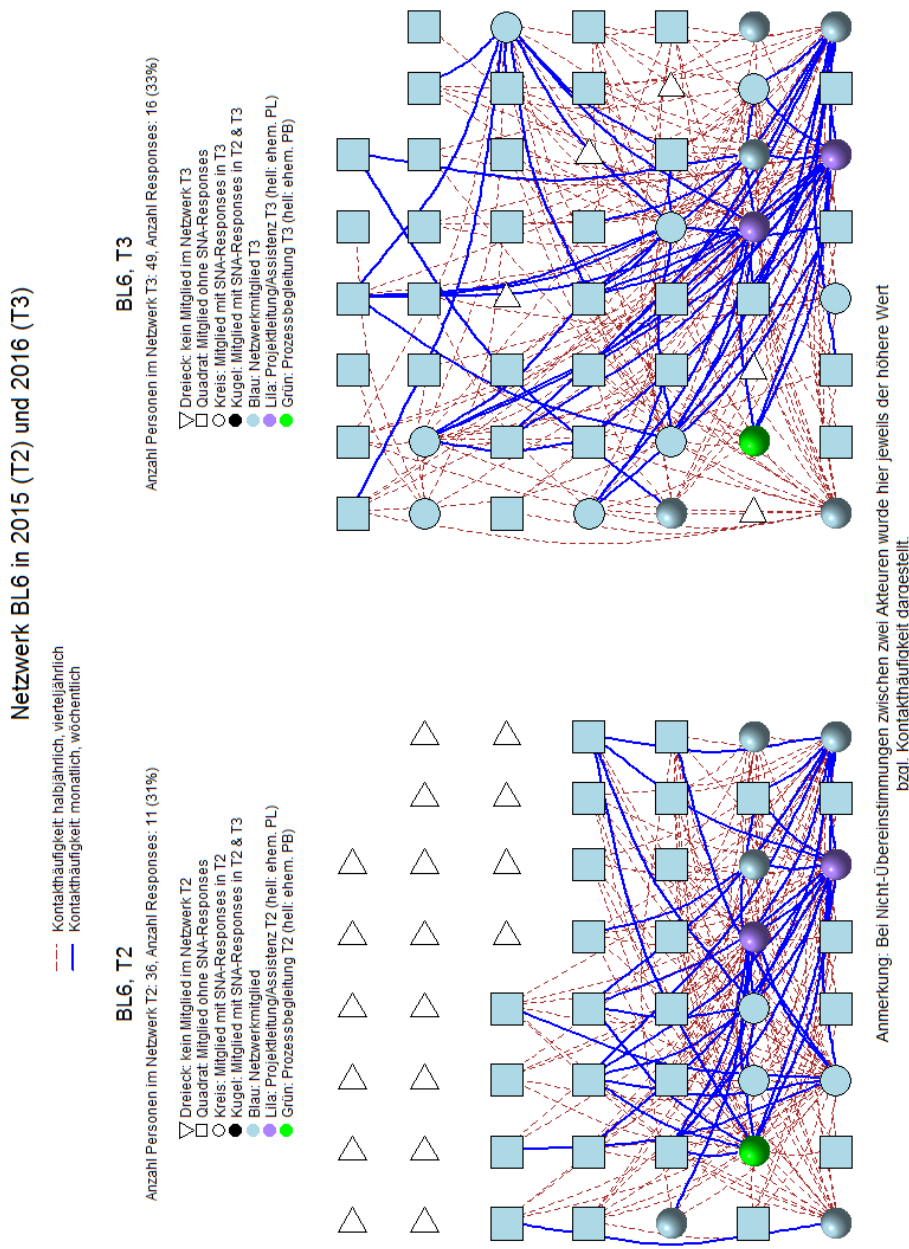 Netzwerk BL6 in 2015 (T2) und 2016 (T3)
Kontakthäufigkeit: halbjährlich, vierteljährlich
Kontakthäufigkeit: monatlich, wöchentlich
BL6, T2
Anzahl Personen im Netzwerk T2: 36, Anzahl Responses: 11 (31%)
Dreieck: kein Mitglied im Netzwerk T2
Quadrat: Mitglied ohne SNA-Responses
Kreis: Mitglied mit SNA-Responses in T2
Kugel: Mitglied mit SNA-Responses in T2 & T3
Blau: Netzwerkmitglied
Lila: Projektleitung/Assistenz T2 (hell: ehem. PL)
Grün: Prozessbegleitung T2 (hell: ehem. PB)
BL6, T3
Anzahl Personen im Netzwerk T3: 49, Anzahl Responses: 16 (33%)
Dreieck: kein Mitglied im Netzwerk T3
Quadrat: Mitglied ohne SNA-Responses
Kreis: Mitglied mit SNA-Responses in T3
Kugel: Mitglied mit SNA-Responses in T2 & T3
Blau: Netzwerkmitglied T3
Lila: Projektleitung/Assistenz T3 (hell: ehem. PL)
Grün: Prozessbegleitung T3 (hell: ehem. PB)
Anmerkung: Bei Nicht-Übereinstimmungen zwischen zwei Akteuren wurde hier jeweils der höhere Wert
bzgl. Kontakthäufigkeit dargestellt.